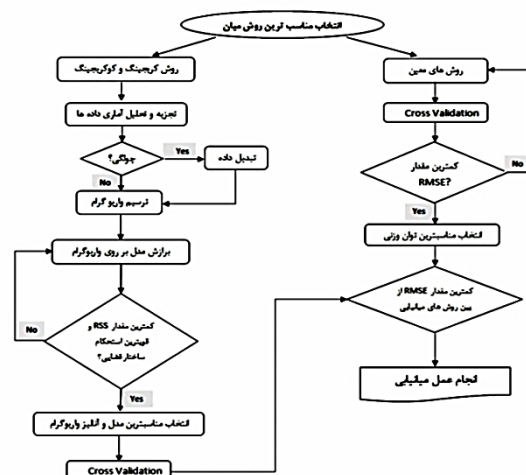 انتخاب مناسب ترین روش میان
روش کریجینگ و کوکریجینگ
تجزیه و تحلیل آماری داده ها
چولگی؟
Yes
تبدیل داده
No
ترسیم واریو گرام
برازش مدل بر روی واریوگرام
کمترین مقدار RSS و
قویترین استحکام
ساختار فضایی؟
No
Yes
انتخاب مناسبترین مدل و آنالیز واریوگرام
Cross Validation
روش های معین
Cross Validation
کمترین مقدار
RMSE?
No
Yes
انتخاب مناسبترین توان وزنی
کمترین مقدار RMSE از
بین روش های میانیابی
انجام عمل میانیابی